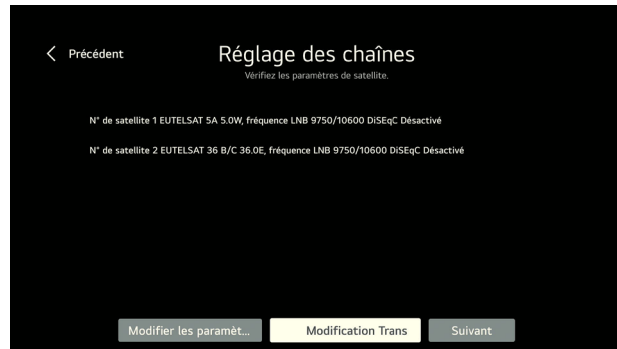 Précédent
Réglage des chaînes
Vérifiez les paramètres de satellite.
N° de satellite 1 EUTELSAT 5A 5.0W, fréquence LNB 9750/10600 DiSEqC Désactivé
N° de satellite 2 EUTELSAT 36 B/C 36.0E, fréquence LNB 9750/10600 DiSEqC Désactivé
Modifier les paramèt...
Modification Trans
Suivant